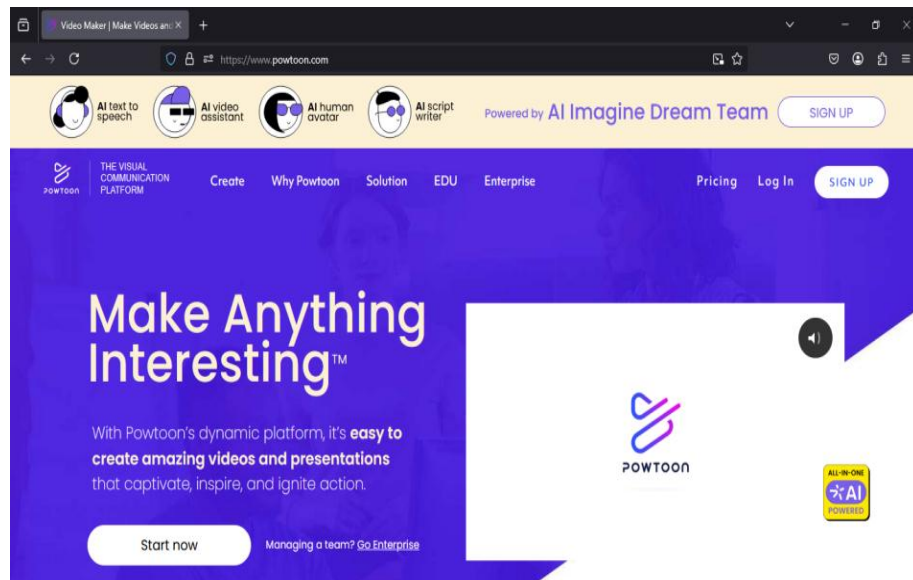 Video Maker | Make Videos an
https://www.powtoon.com
AI text to
speech
AI video
assistant
AI human
avatar
AI script
writer
Powered by AI Imagine Dream Team
SIGN UP
POWTOON
THE VISUAL
COMMUNICATION
PLATFORM
Create Why Powtoon Solution EDU Enterprise Pricing Log In SIGN UP
Make Anything
Interesting™
With Powtoon's dynamic platform, it's easy to
create amazing videos and presentations
that captivate, inspire, and ignite action.
Start now
Managing a team? Go Enterprise
POWTOON
ALL-IN-ONE
AI
POWERED